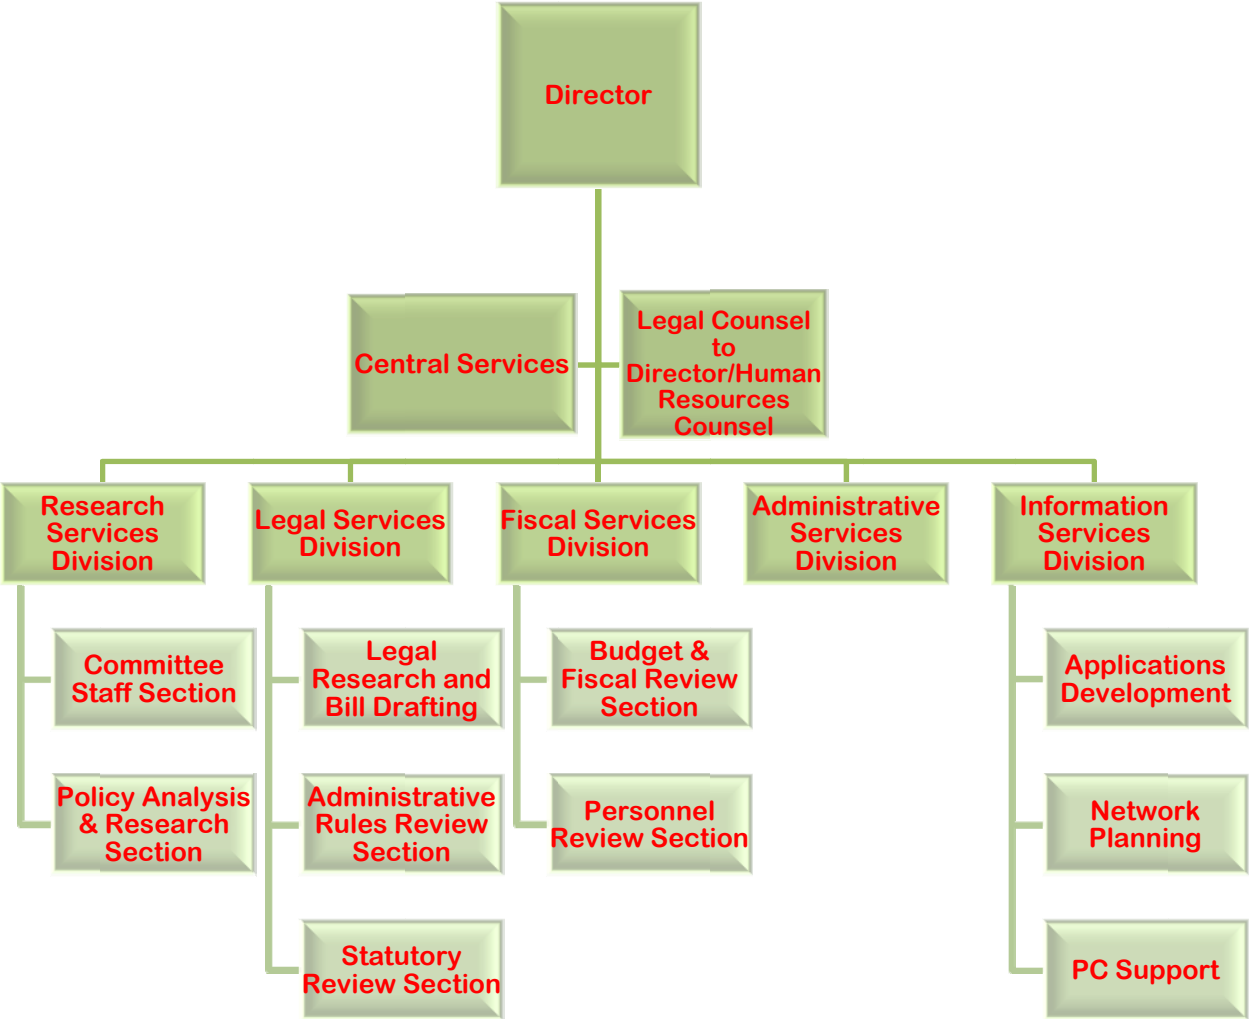 Director
Central Services
Legal Counsel
to
Director/Human
Resources
Counsel
Research
Services
Division
Legal Services
Division
Fiscal Services
Division
Administrative
Services
Division
Information
Services
Division
Committee
Staff Section
Policy Analysis
& Research
Section
Legal
Research and
Bill Drafting
Administrative
Rules Review
Section
Statutory
Review Section
Budget &
Fiscal Review
Section
Personnel
Review Section
Applications
Development
Network
Planning
PC Support